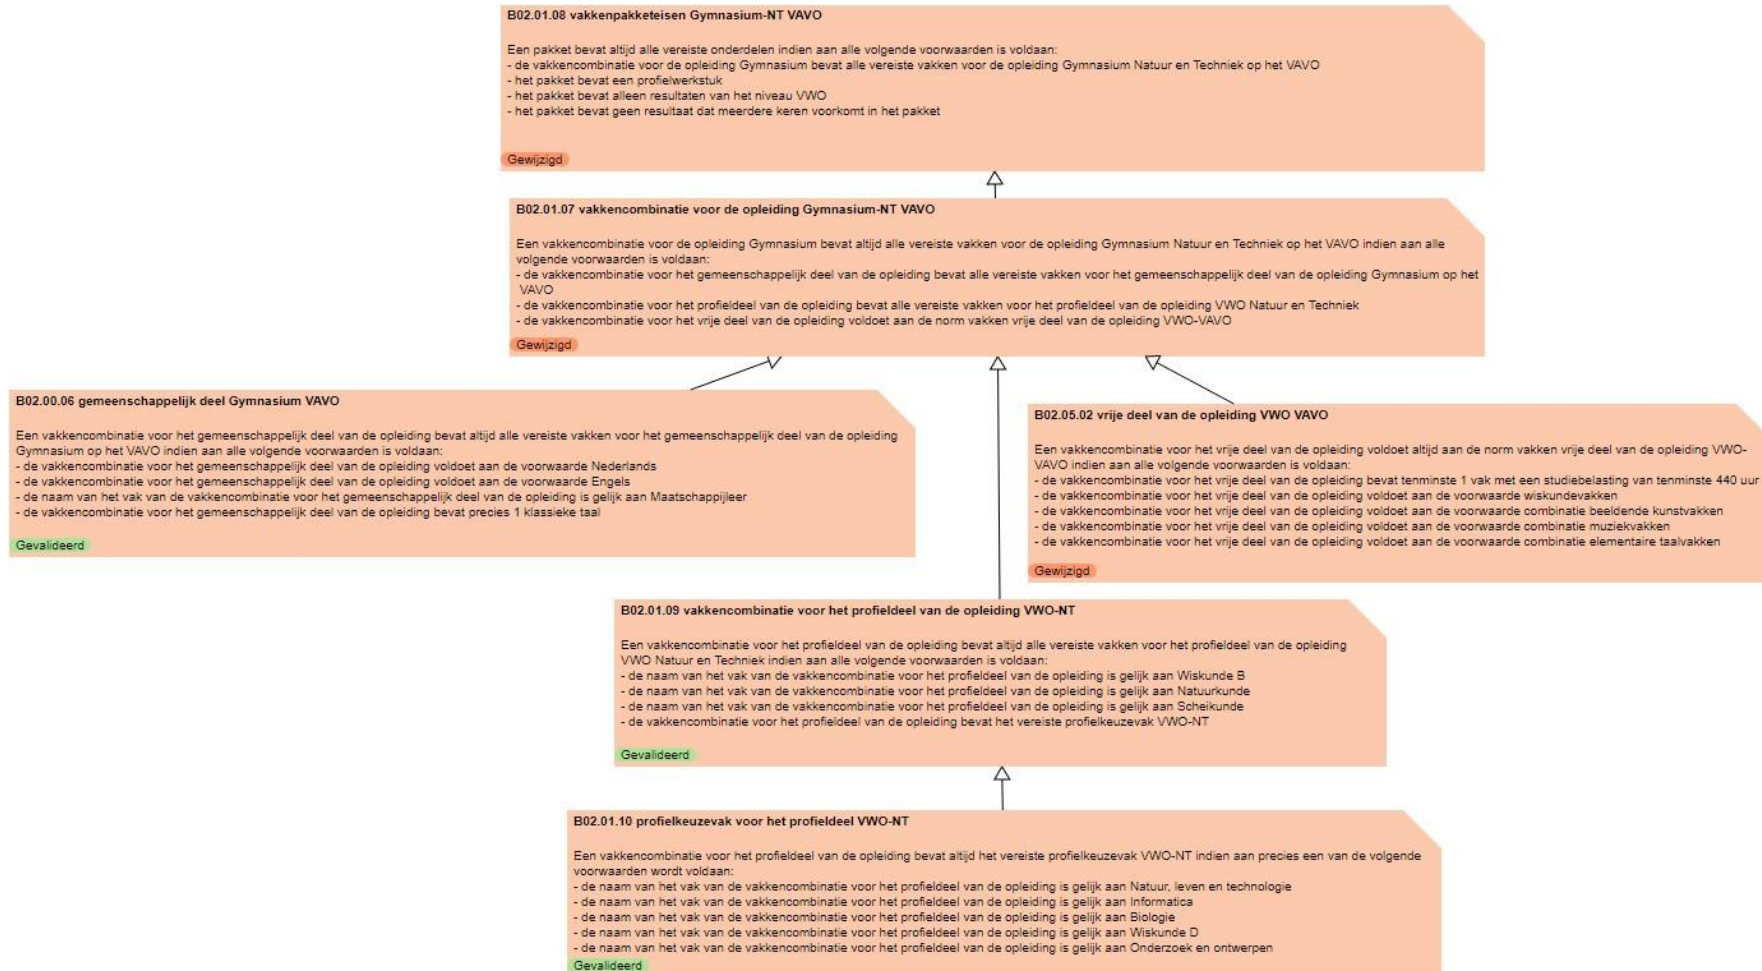 B02.01.08 vakkenpakketeisen Gymnasium-NT VAVO
Een pakket bevat altijd alle vereiste onderdelen indien aan alle volgende voorwaarden is voldaan:
- de vakkencombinatie voor de opleiding Gymnasium bevat alle vereiste vakken voor de opleiding Gymnasium Natuur en Techniek op het VAVO
- het pakket bevat een profielwerkstuk
- het pakket bevat alleen resultaten van het niveau VWO
- het pakket bevat geen resultaat dat meerdere keren voorkomt in het pakket
Gewijzigd
B02.01.07 vakkencombinatie voor de opleiding Gymnasium-NT VAVO
Een vakkencombinatie voor de opleiding Gymnasium bevat altijd alle vereiste vakken voor de opleiding Gymnasium Natuur en Techniek op het VAVO indien aan alle
volgende voorwaarden is voldaan:
- de vakkencombinatie voor het gemeenschappelijk deel van de opleiding bevat alle vereiste vakken voor het gemeenschappelijk deel van de opleiding Gymnasium op het
VAVO
- de vakkencombinatie voor het profieldeel van de opleiding bevat alle vereiste vakken voor het profieldeel van de opleiding VWO Natuur en Techniek
- de vakkencombinatie voor het vrije deel van de opleiding voldoet aan de norm vakken vrije deel van de opleiding VWO-VAVO
Gewijzigd
B02.00.06 gemeenschappelijk deel Gymnasium VAVO
Een vakkencombinatie voor het gemeenschappelijk deel van de opleiding bevat altijd alle vereiste vakken voor het gemeenschappelijk deel van de opleiding
Gymnasium op het VAVO indien aan alle volgende voorwaarden is voldaan:
- de vakkencombinatie voor het gemeenschappelijk deel van de opleiding voldoet aan de voorwaarde Nederlands
- de vakkencombinatie voor het gemeenschappelijk deel van de opleiding voldoet aan de voorwaarde Engels
- de naam van het vak van de vakkencombinatie voor het gemeenschappelijk deel van de opleiding is gelijk aan Maatschappijleer
- de vakkencombinatie voor het gemeenschappelijk deel van de opleiding bevat precies 1 klassieke taal
Gevalideerd
B02.05.02 vrije deel van de opleiding VWO VAVO
Een vakkencombinatie voor het vrije deel van de opleiding voldoet altijd aan de norm vakken vrije deel van de opleiding VWO-
VAVO indien aan alle volgende voorwaarden is voldaan:
- de vakkencombinatie voor het vrije deel van de opleiding bevat tenminste 1 vak met een studiebelasting van tenminste 440 uur
- de vakkencombinatie voor het vrije deel van de opleiding voldoet aan de voorwaarde wiskundevakken
- de vakkencombinatie voor het vrije deel van de opleiding voldoet aan de voorwaarde combinatie beeldende kunstvakken
- de vakkencombinatie voor het vrije deel van de opleiding voldoet aan de voorwaarde combinatie muziekvakken
- de vakkencombinatie voor het vrije deel van de opleiding voldoet aan de voorwaarde combinatie elementaire taalvakken
Gewijzigd
B02.01.09 vakkencombinatie voor het profieldeel van de opleiding VWO-NT
Een vakkencombinatie voor het profieldeel van de opleiding bevat altijd alle vereiste vakken voor het profieldeel van de opleiding
VWO Natuur en Techniek indien aan alle volgende voorwaarden is voldaan:
- de naam van het vak van de vakkencombinatie voor het profieldeel van de opleiding is gelijk aan Wiskunde B
- de naam van het vak van de vakkencombinatie voor het profieldeel van de opleiding is gelijk aan Natuurkunde
- de naam van het vak van de vakkencombinatie voor het profieldeel van de opleiding is gelijk aan Scheikunde
- de vakkencombinatie voor het profieldeel van de opleiding bevat het vereiste profielkeuzevak VWO-NT
Gevalideerd
B02.01.10 profielkeuzevak voor het profieldeel VWO-NT
Een vakkencombinatie voor het profieldeel van de opleiding bevat altijd het vereiste profielkeuzevak VWO-NT indien aan precies een van de volgende
voorwaarden wordt voldaan:
- de naam van het vak van de vakkencombinatie voor het profieldeel van de opleiding is gelijk aan Natuur, leven en technologie
- de naam van het vak van de vakkencombinatie voor het profieldeel van de opleiding is gelijk aan Informatica
- de naam van het vak van de vakkencombinatie voor het profieldeel van de opleiding is gelijk aan Biologie
- de naam van het vak van de vakkencombinatie voor het profieldeel van de opleiding is gelijk aan Wiskunde D
- de naam van het vak van de vakkencombinatie voor het profieldeel van de opleiding is gelijk aan Onderzoek en ontwerpen
Gevalideerd